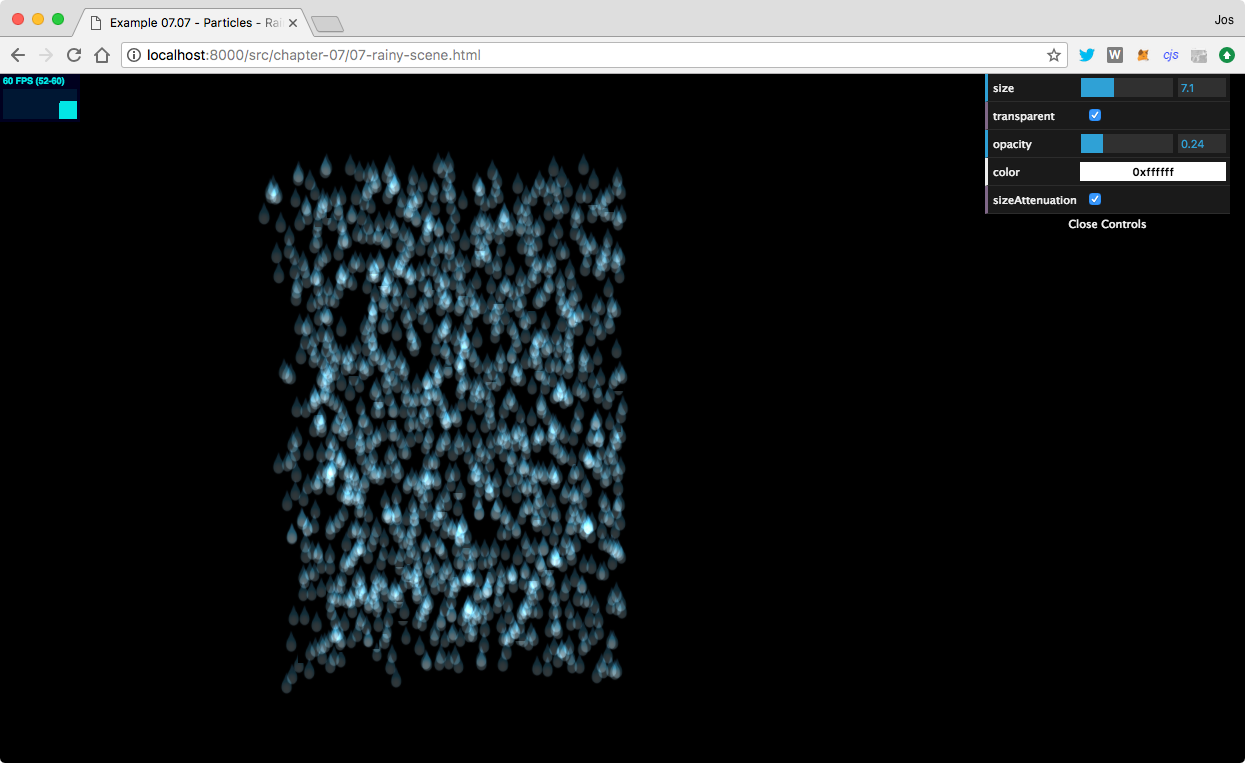 Example 07.07 - Particles - Rai
Jos
localhost:8000/src/chapter-07/07-rainy-scene.html
W
cjs
60 FPS (52-60)
size 7.1
transparent
opacity 0.24
color 0xffffff
sizeAttenuation
Close Controls